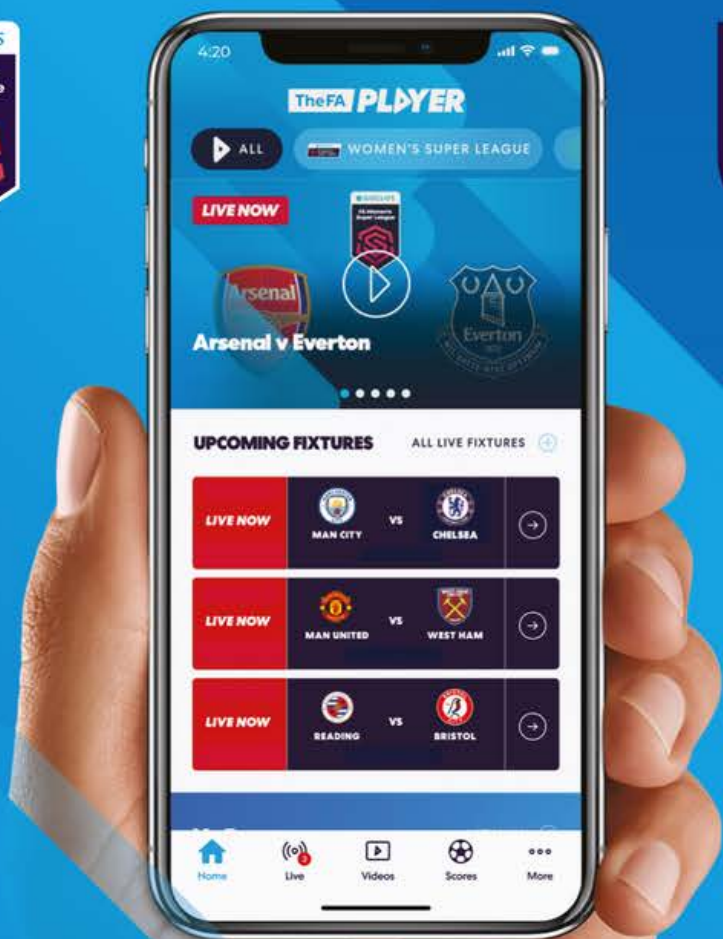 4:20
TheFA PLAYER
ALL
WOMEN'S SUPER LEAGUE
LIVE NOW
Arsenal
Everton
Arsenal v Everton
UPCOMING FIXTURES
ALL LIVE FIXTURES
LIVE NOW
MAN CITY
VS
CHELSEA
LIVE NOW
MAN UNITED
VS
WEST HAM
LIVE NOW
READING
VS
BRISTOL
Home
Live
Videos
Scores
More